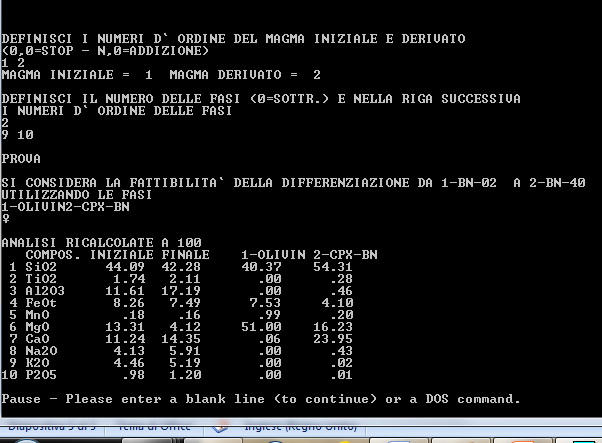 DEFINISCI I NUMERI D` ORDINE DEL MAGMA INIZIALE E DERIVATO
(0,0=STOP - N,0=ADDIZIONE)
1 2
MAGMA INIZIALE =  1  MAGMA DERIVATO =  2
DEFINISCI IL NUMERO DELLE FASI (0=SOTTR.) E NELLA RIGA SUCCESSIVA
I NUMERI D` ORDINE DELLE FASI
2
9 10
PROVA
SI CONSIDERA LA FATTIBILITA` DELLA DIFFERENZIAZIONE DA 1-BN-02  A 2-BN-40
UTILIZZANDO LE FASI
1-OLIVIN2-CPX-BN
♀
ANALISI RICALCOLATE A 100
COMPOS. INIZIALE FINALE 1-OLIVIN 2-CPX-BN
1 SiO2 44.09 42.28 40.37 54.31
2 TiO2 1.74 2.11 .00 .28
3 Al2O3 11.61 17.19 .00 .46
4 FeOt 8.26 7.49 7.53 4.10
5 MnO .18 .16 .99 .20
6 MgO 13.31 4.12 51.00 16.23
7 CaO 11.24 14.35 .06 23.95
8 Na2O 4.13 5.91 .00 .43
9 K2O 4.46 5.19 .00 .02
10 P2O5 .98 1.20 .00 .01
Pause - Please enter a blank line (to continue) or a DOS command.
Diapositiva 5 di 5 Tema di Office Inglese (Regno Unito)